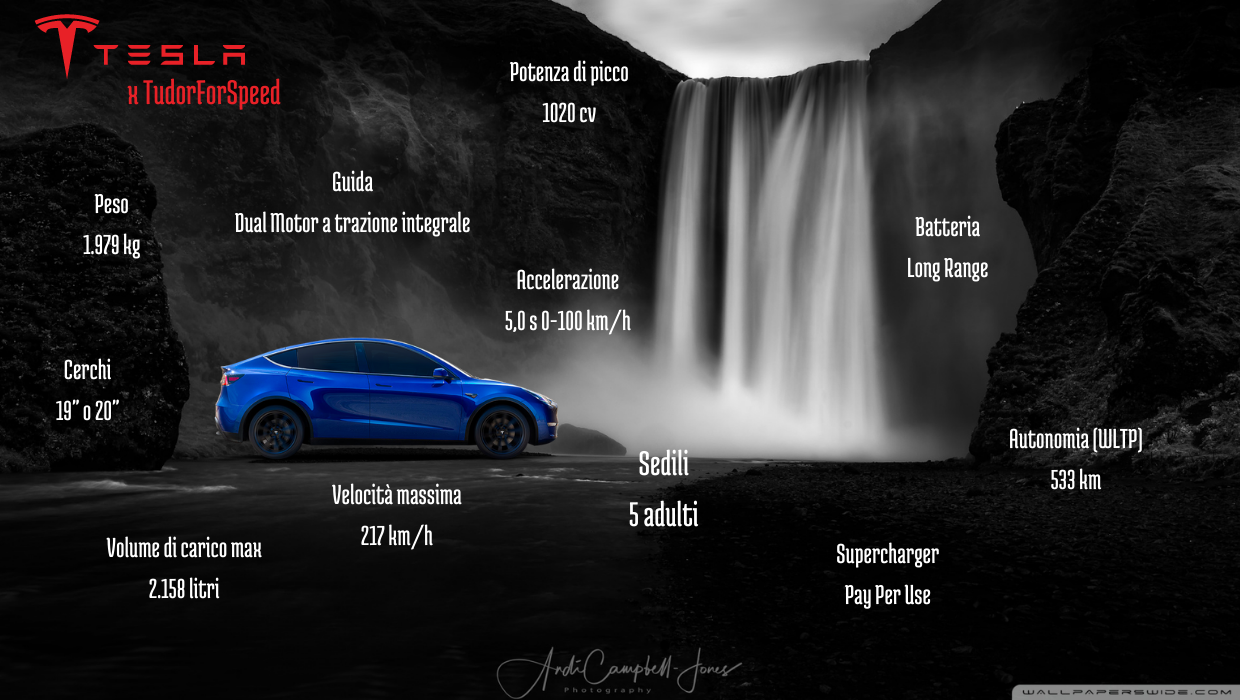 TESLA
x TudorForSpeed
Potenza di picco
1020 cv
Guida
Dual Motor a trazione integrale
Peso
1.979 kg
Batteria
Long Range
Accelerazione
5,0 s 0-100 km/h
Cerchi
19” o 20”
Autonomia (WLTP)
533 km
Sedili
5 adulti
Velocità massima
217 km/h
Volume di carico max
2.158 litri
Supercharger
Pay Per Use
Andi Campbell-Jones
Photography
WALLPAPERSWIDE.COM